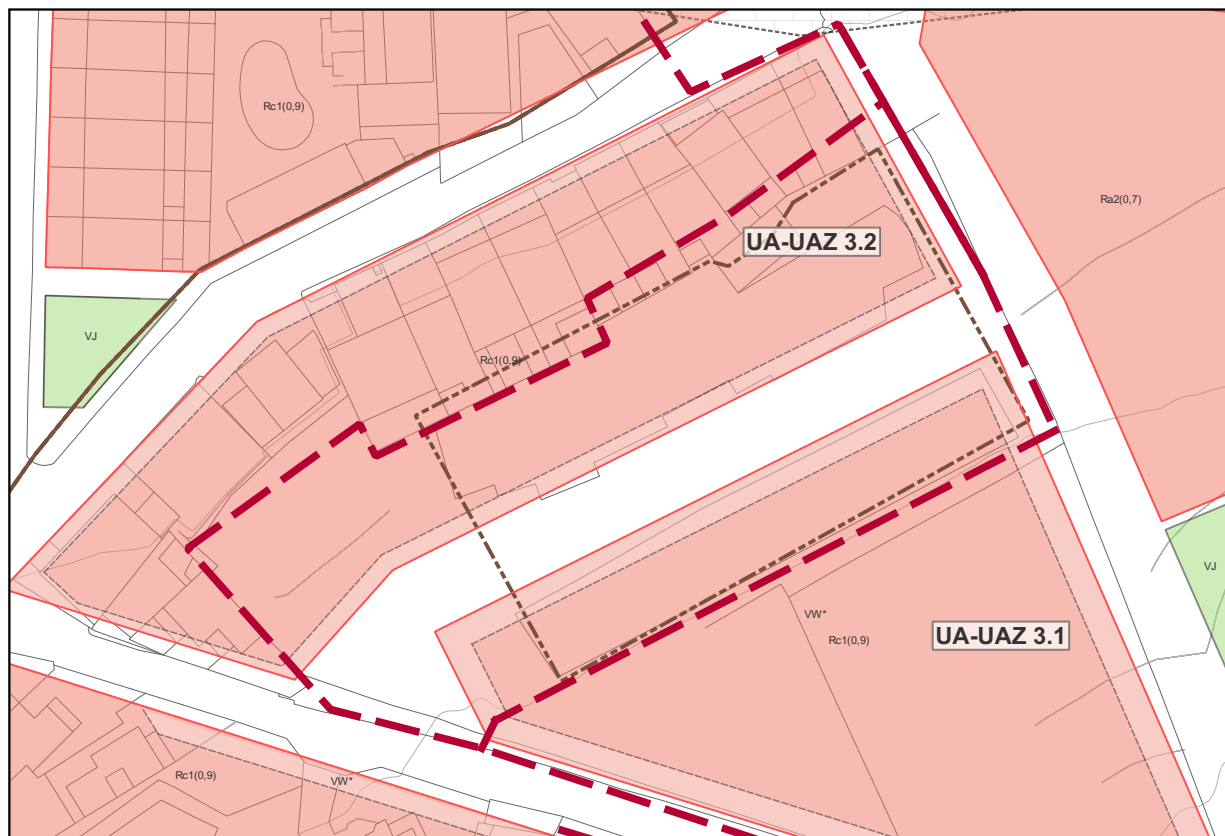 Rc1(0,9)
Ra2(0,7)
UA-UAZ 3.2
VJ
Rc1(0,9)
VJ
VW*
Rc1(0,9)
UA-UAZ 3.1
Rc1(0,9)
VW*